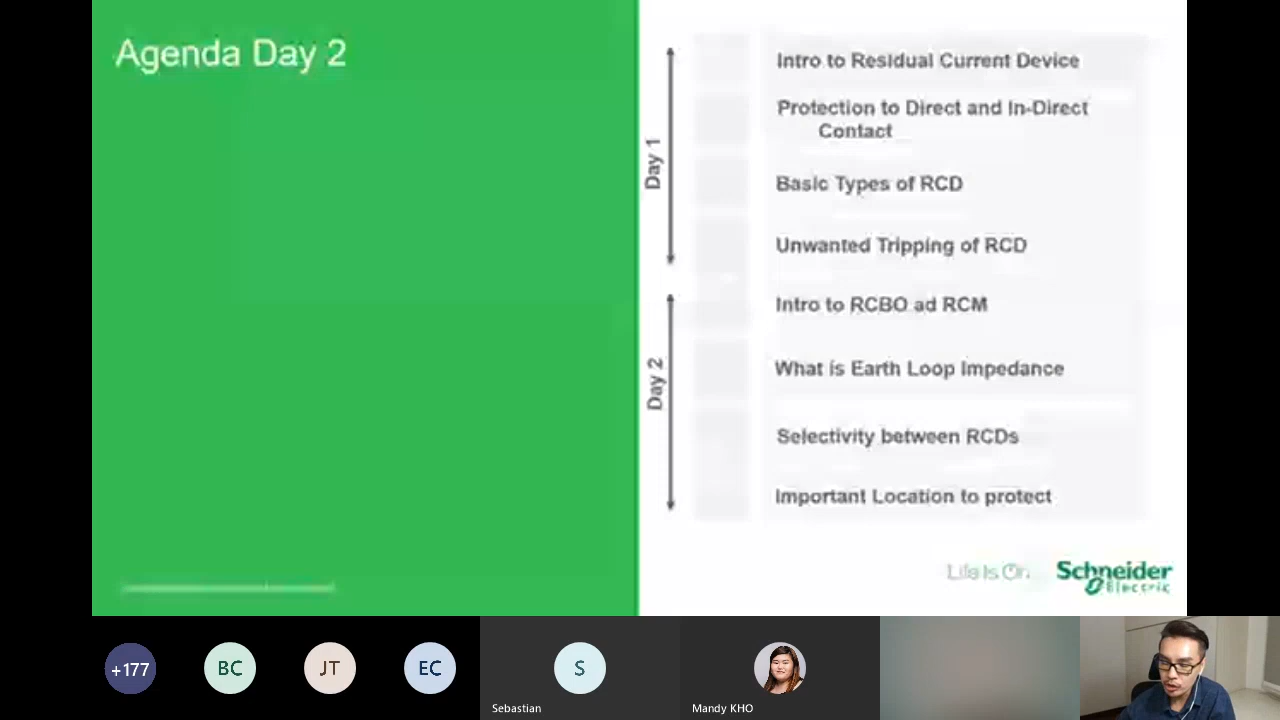 Agenda Day 2
Day 1
Intro to Residual Current Device
Protection to Direct and In-Direct
Contact
Basic Types of RCD
Unwanted Tripping of RCD
Day 2
Intro to RCBO ad RCM
What is Earth Loop Impedance
Selectivity between RCDs
Important Location to protect
Life Is On
Schneider
Electric
+177
BC
JT
EC
S
Sebastian
Mandy KHO